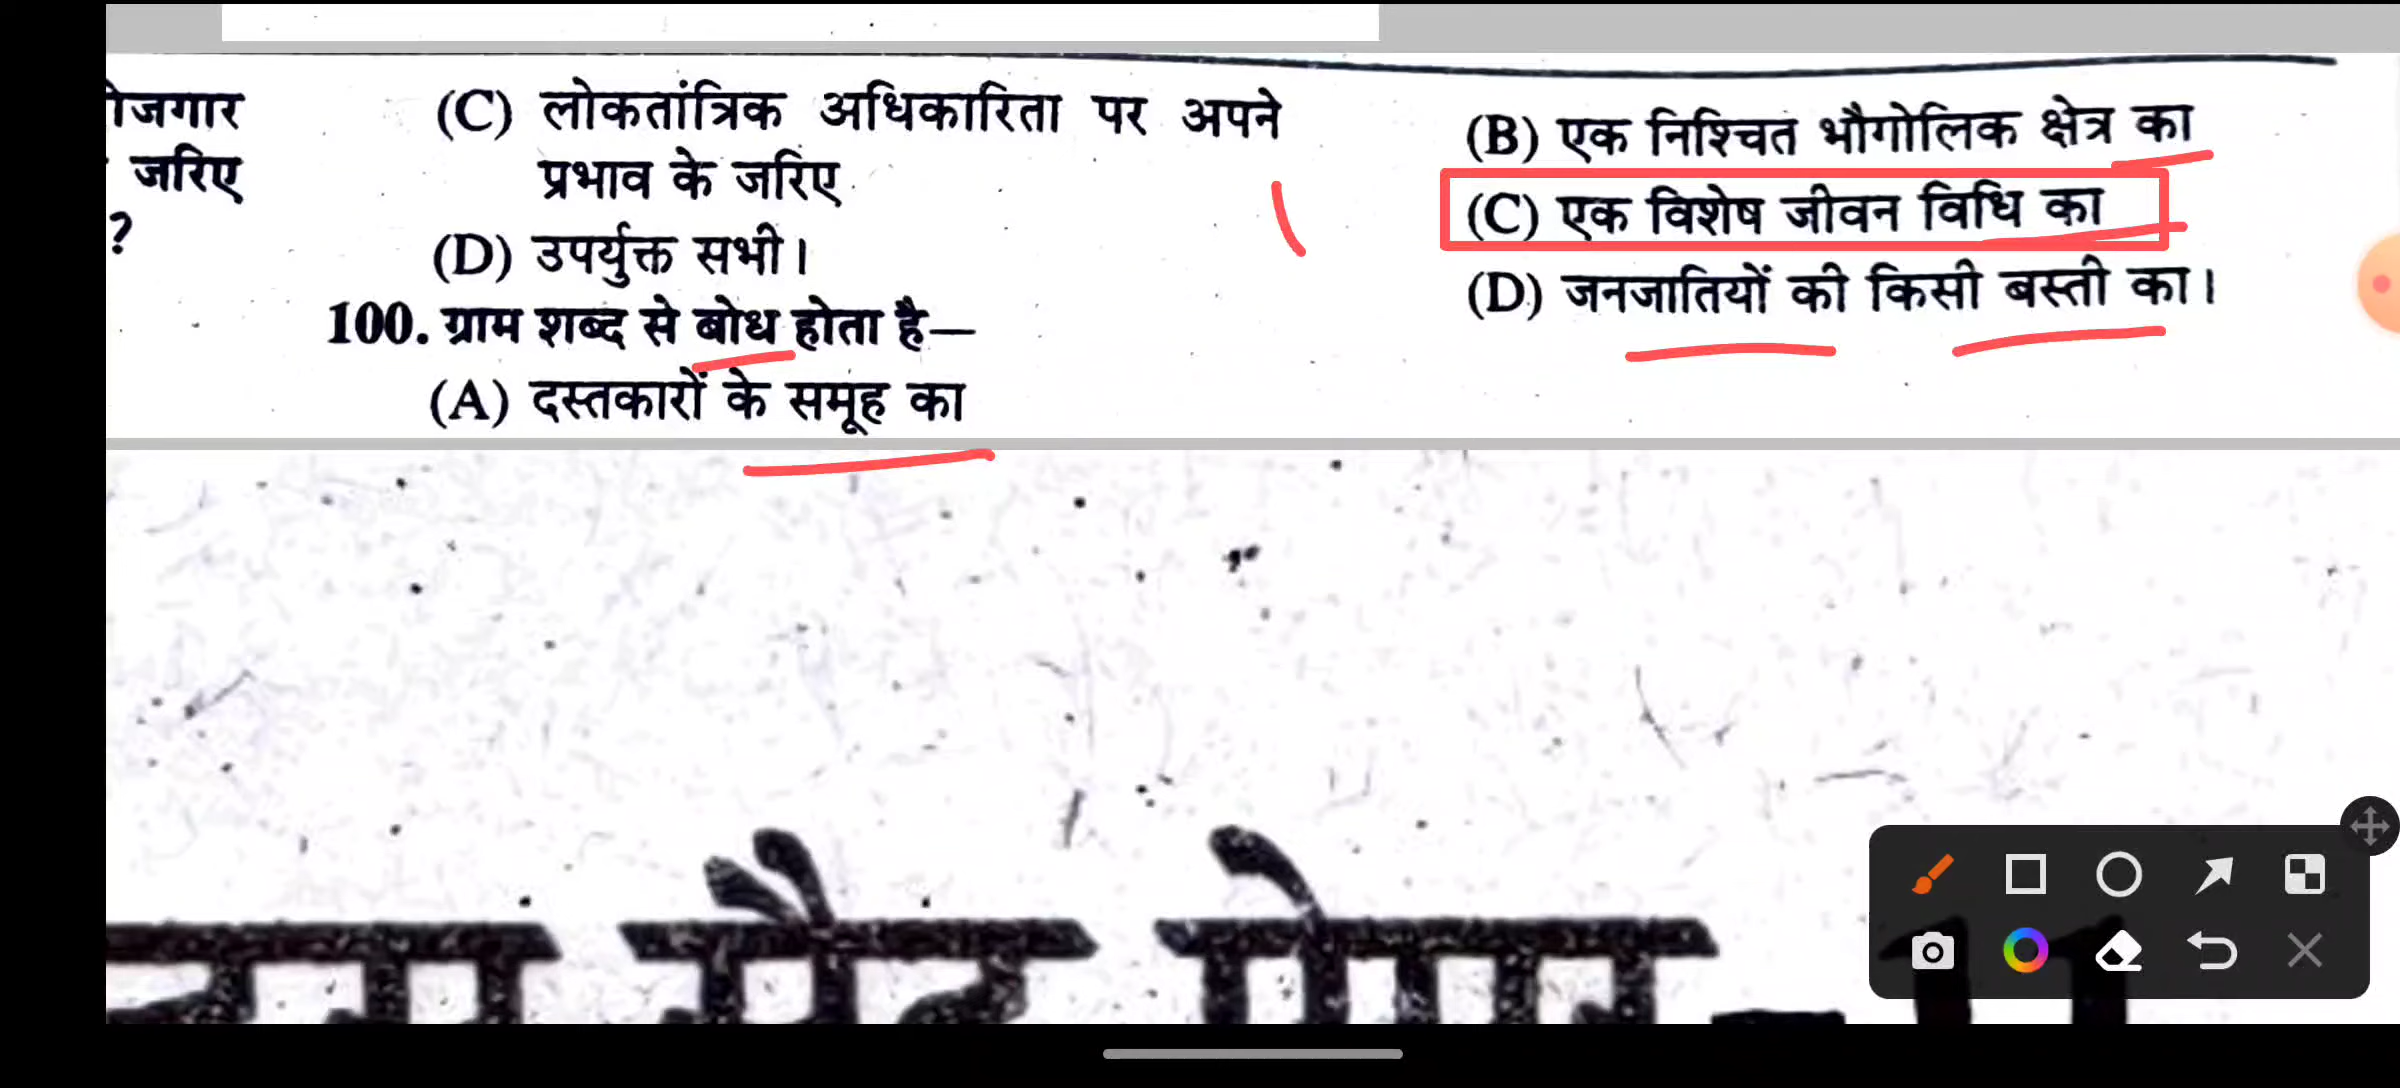 जरिए
?
(C) लोकतांत्रिक अधिकारिता पर अपने
प्रभाव के जरिए
(D) उपर्युक्त सभी।
100. ग्राम शब्द से बोध होता है—
(A) दस्तकारों के समूह का
(B) एक निश्चित भौगोलिक क्षेत्र का
(C) एक विशेष जीवन विधि का
(D) जनजातियों की किसी बस्ती का।